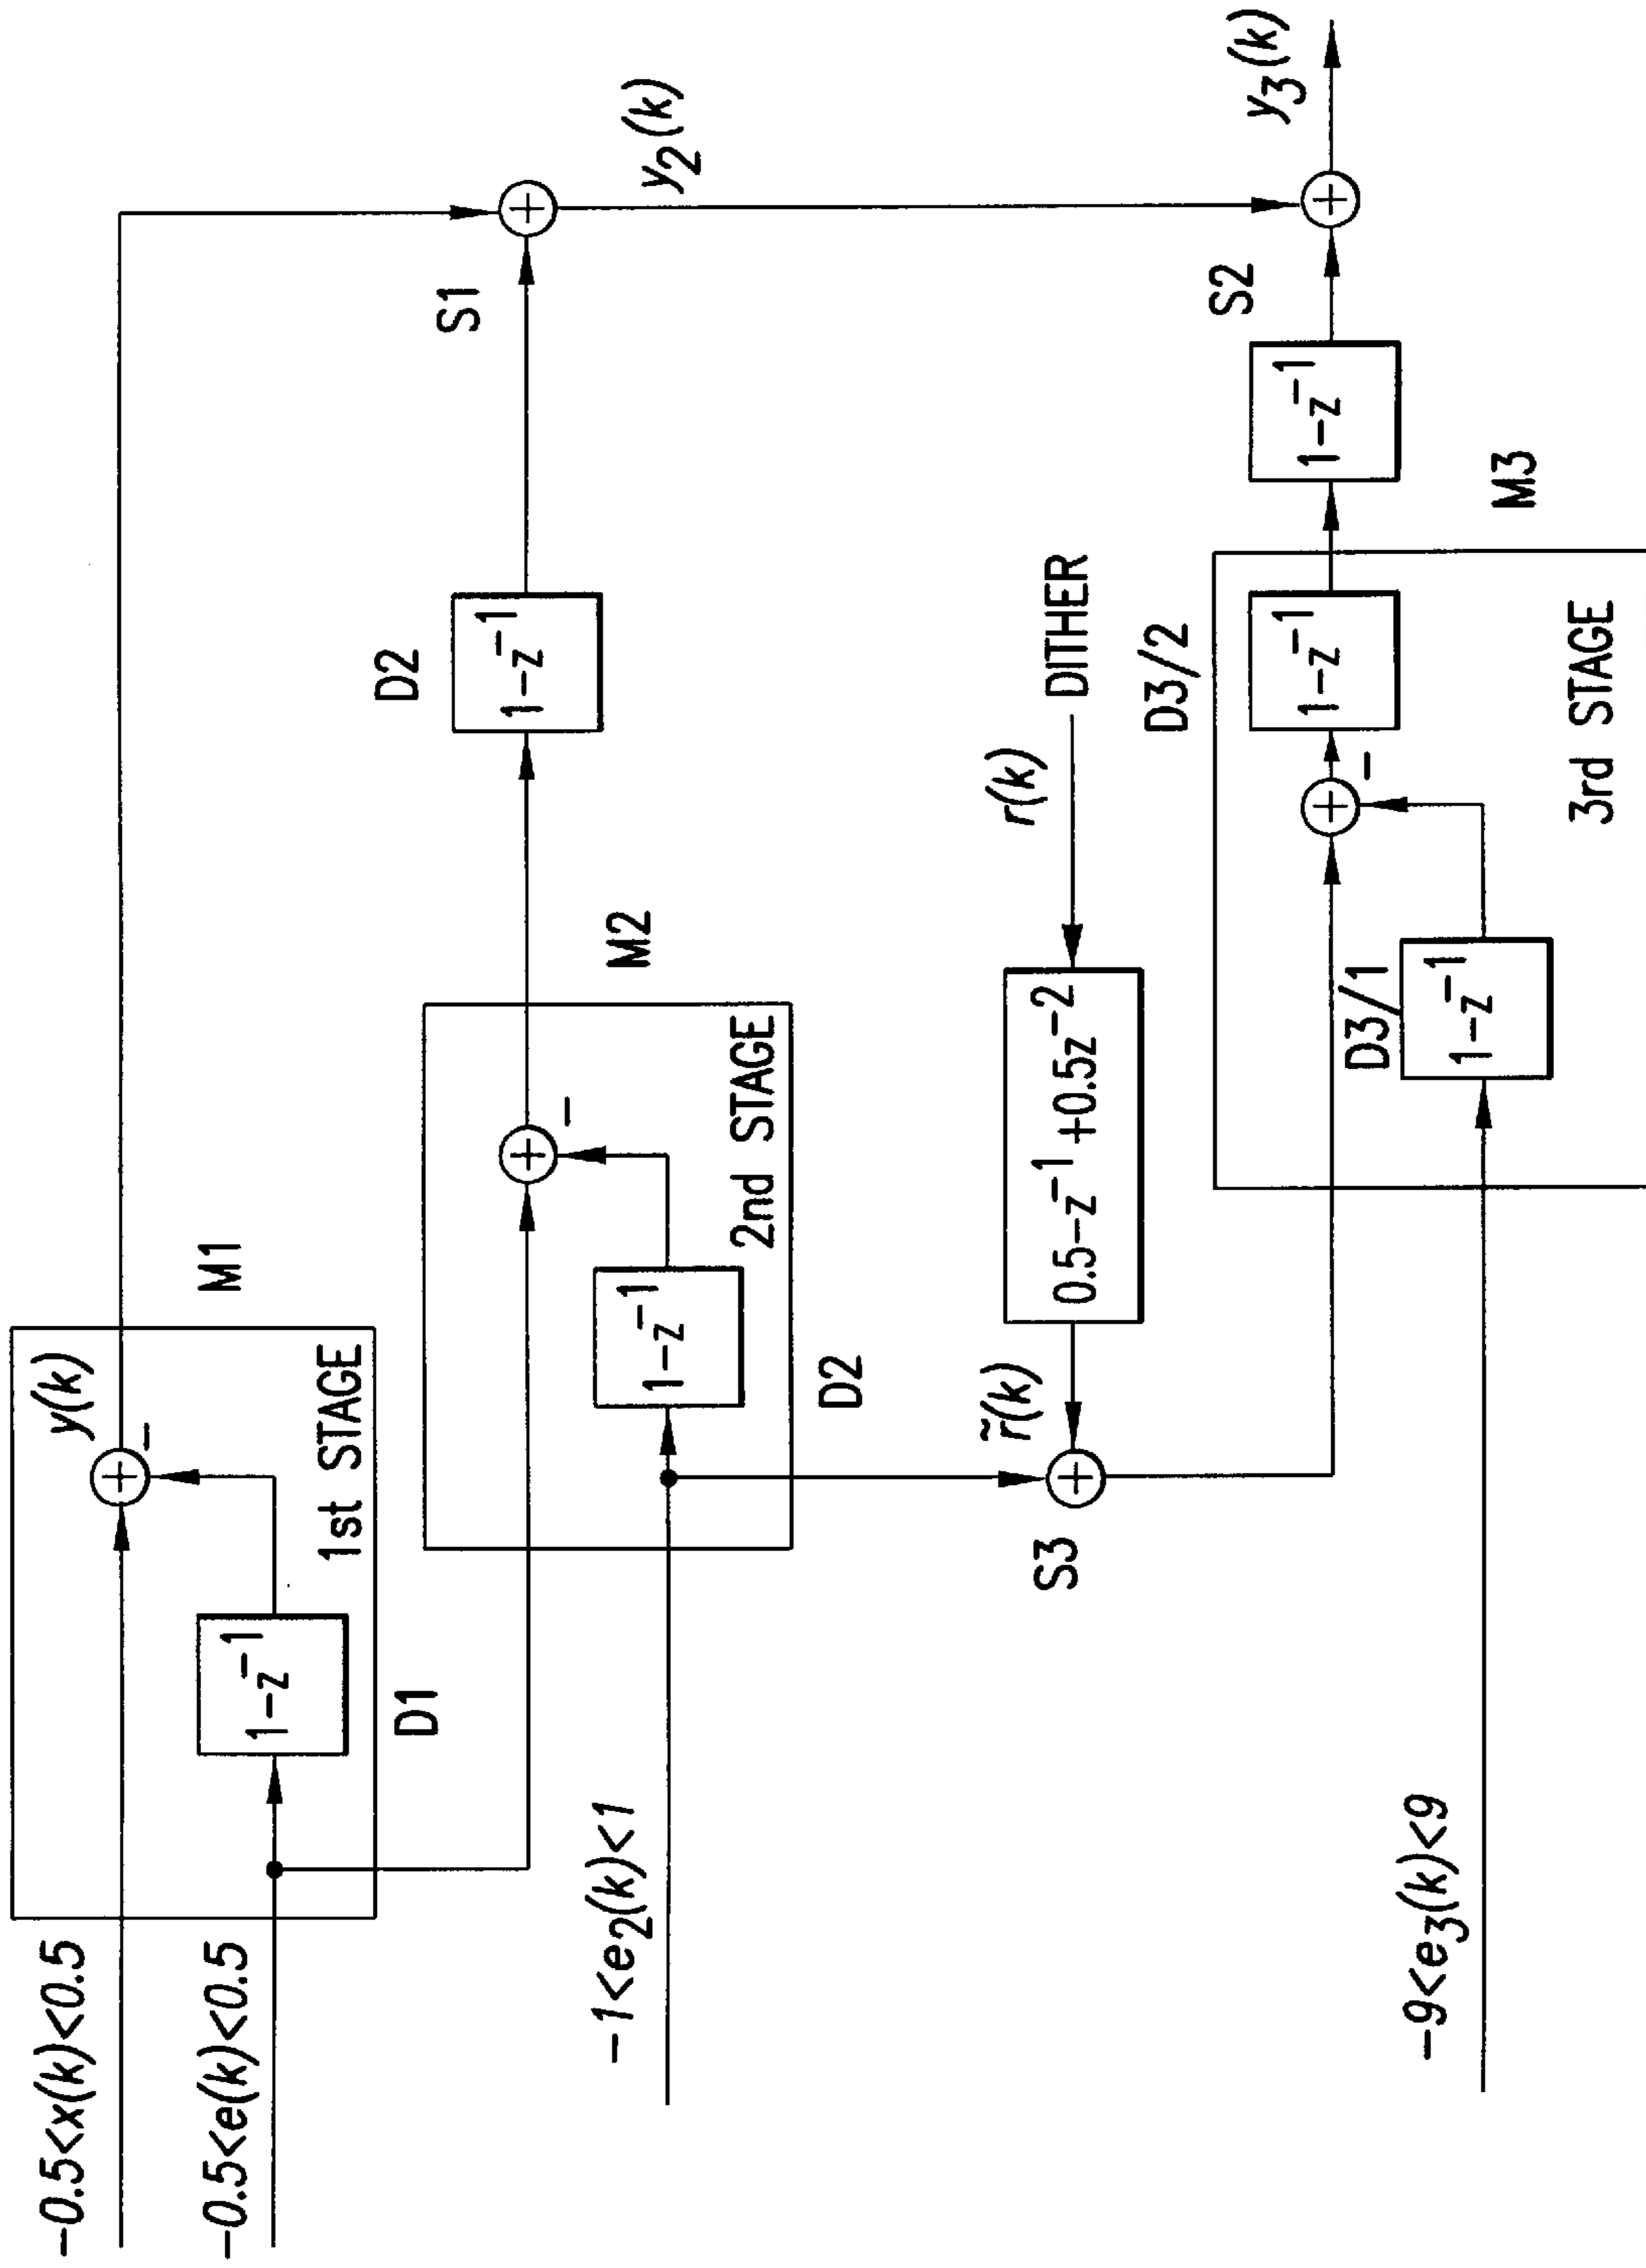 -0.5<x(k)<0.5
y(k)
-0.5<e(k)<0.5
1-z⁻¹
1st STAGE
M1
D1
D2
1-z⁻¹
S1
M2
y₂(k)
-1<e₂(k)<1
1-z⁻¹
2nd STAGE
D2
r̃(k)
0.5-z⁻¹+0.5z⁻²
r(k)
DITHER
S3
D3/2
1-z⁻¹
1-z⁻¹
S2
y₃(k)
-9<e₃(k)<9
D3/1
1-z⁻¹
M3
3rd STAGE
+
−
+
−
+
+
+
−
+